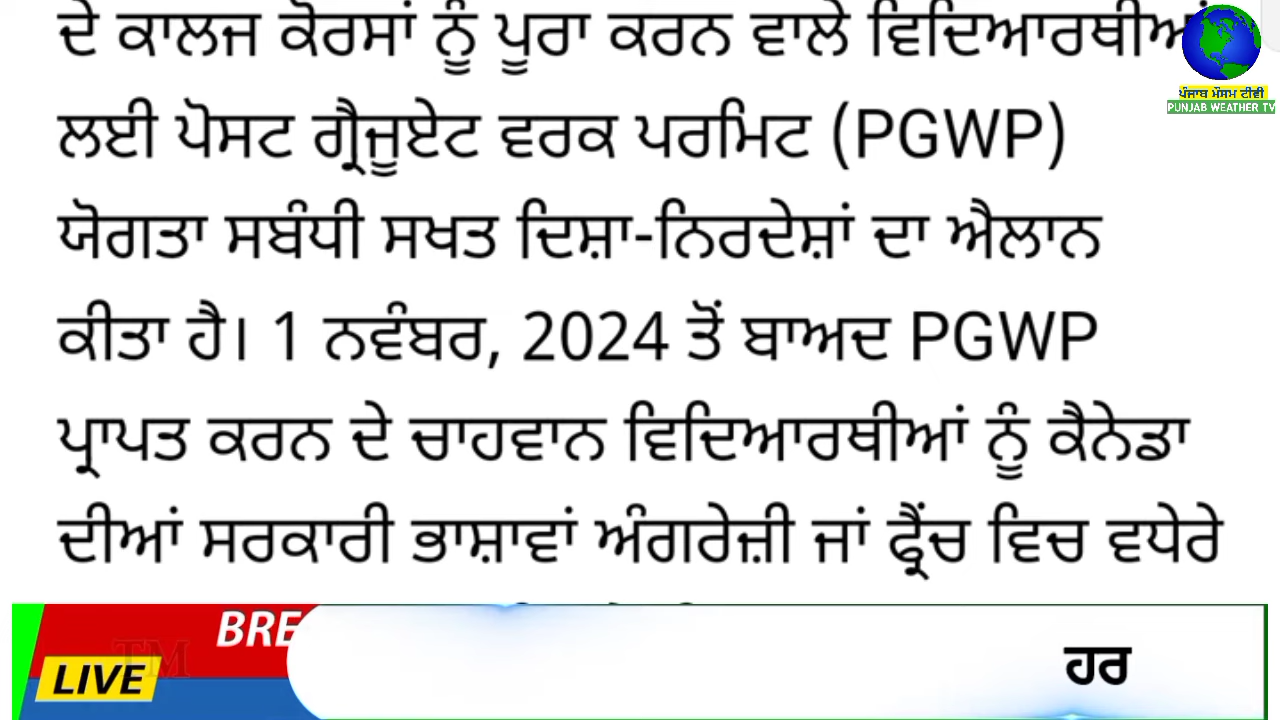 ਦੇ ਕਾਲਜ ਕੋਰਸਾਂ ਨੂੰ ਪੂਰਾ ਕਰਨ ਵਾਲੇ ਵਿਦਿਆਰਥੀਆਂ
ਪੰਜਾਬ ਮੌਸਮ ਟੀਵੀ
PUNJAB WEATHER TV
ਲਈ ਪੋਸਟ ਗ੍ਰੈਜੂਏਟ ਵਰਕ ਪਰਮਿਟ (PGWP)
ਯੋਗਤਾ ਸਬੰਧੀ ਸਖਤ ਦਿਸ਼ਾ-ਨਿਰਦੇਸ਼ਾਂ ਦਾ ਐਲਾਨ
ਕੀਤਾ ਹੈ। 1 ਨਵੰਬਰ, 2024 ਤੋਂ ਬਾਅਦ PGWP
ਪ੍ਰਾਪਤ ਕਰਨ ਦੇ ਚਾਹਵਾਨ ਵਿਦਿਆਰਥੀਆਂ ਨੂੰ ਕੈਨੇਡਾ
ਦੀਆਂ ਸਰਕਾਰੀ ਭਾਸ਼ਾਵਾਂ ਅੰਗਰੇਜ਼ੀ ਜਾਂ ਫ੍ਰੈਂਚ ਵਿਚ ਵਧੇਰੇ
BRE
TM
LIVE
ਹਰ